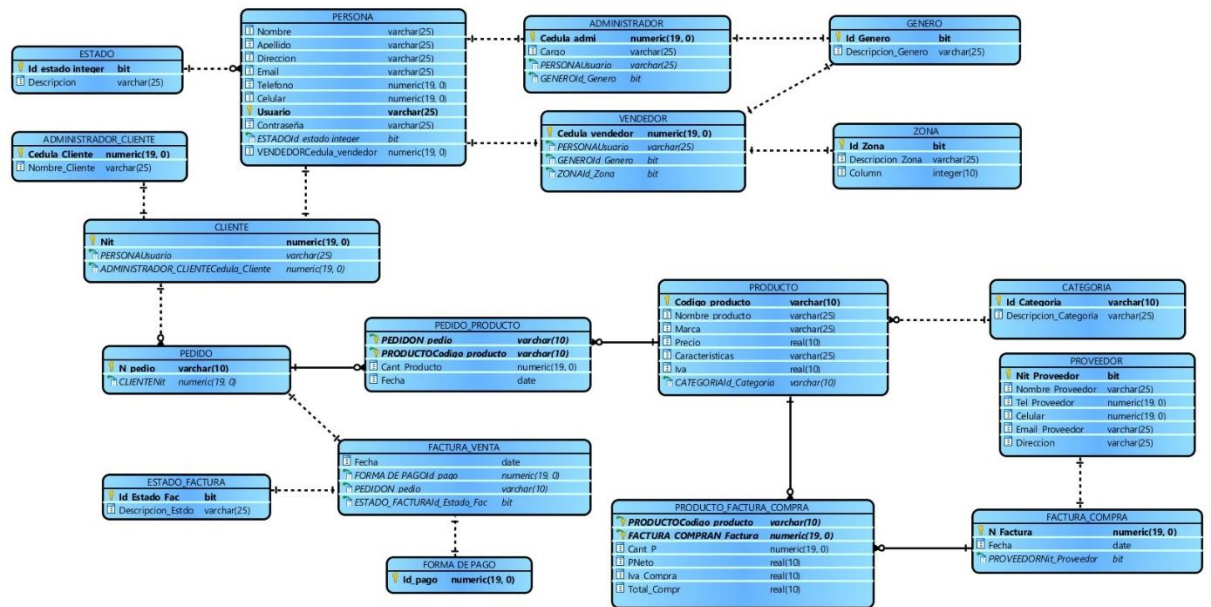 PERSONA
Nombre varchar(25)
Apellido varchar(25)
Direccion varchar(25)
Email varchar(25)
Telefono numeric(19, 0)
Celular numeric(19, 0)
Usuario varchar(25)
Contraseña varchar(25)
ESTADOId estado integer bit
VENDEDORCedula_vendedor numeric(19, 0)
ADMINISTRADOR
Cedula admi numeric(19, 0)
Cargo varchar(25)
PERSONAUsuario varchar(25)
GENEROId_Genero bit
GENERO
Id Genero bit
Descripcion_Genero varchar(25)
ESTADO
Id estado integer bit
Descripcion varchar(25)
ADMINISTRADOR_CLIENTE
Cedula Cliente numeric(19, 0)
Nombre_Cliente varchar(25)
VENDEDOR
Cedula vendedor numeric(19, 0)
PERSONAUsuario varchar(25)
GENEROId Genero bit
ZONAId_Zona bit
ZONA
Id Zona bit
Descripcion Zona varchar(25)
Column integer(10)
CLIENTE
Nit numeric(19, 0)
PERSONAUsuario varchar(25)
ADMINISTRADOR_CLIENTECedula_Cliente numeric(19, 0)
PRODUCTO
Codigo producto varchar(10)
Nombre producto varchar(25)
Marca varchar(25)
Precio real(10)
Caracteristicas varchar(25)
Iva real(10)
CATEGORIAId_Categoria varchar(10)
CATEGORIA
Id Categoria varchar(10)
Descripcion_Categoria varchar(25)
PEDIDO_PRODUCTO
PEDIDON pedio varchar(10)
PRODUCTOCodigo producto varchar(10)
Cant Producto numeric(19, 0)
Fecha date
PEDIDO
N pedio varchar(10)
CLIENTENit numeric(19, 0)
PROVEEDOR
Nit Proveedor bit
Nombre Proveedor varchar(25)
Tel Proveedor numeric(19, 0)
Celular numeric(19, 0)
Email Proveedor varchar(25)
Direccion varchar(25)
FACTURA_VENTA
Fecha date
FORMA DE PAGOId pago numeric(19, 0)
PEDIDON pedio varchar(10)
ESTADO_FACTURAId_Estado_Fac bit
ESTADO_FACTURA
Id Estado Fac bit
Descripcion_Estdo varchar(25)
PRODUCTO_FACTURA_COMPRA
PRODUCTOCodigo producto varchar(10)
FACTURA COMPRAN Factura numeric(19, 0)
Cant P numeric(19, 0)
PNeto real(10)
Iva Compra real(10)
Total_Compr real(10)
FACTURA_COMPRA
N Factura numeric(19, 0)
Fecha date
PROVEEDORNit_Proveedor bit
FORMA DE PAGO
Id_pago numeric(19, 0)